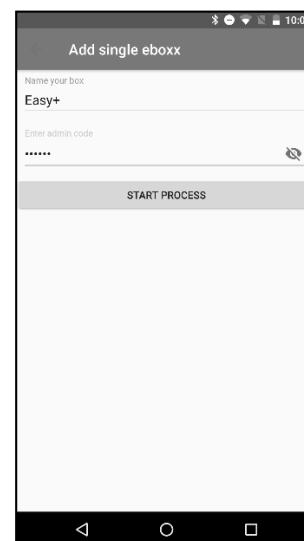 10:0
Add single eboxx
Name your box
Easy+
Enter admin code
••••••
START PROCESS